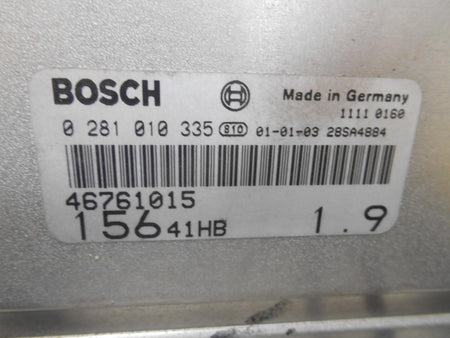 BOSCH Made in Germany
1111 0160
0 281 010 335 810 01-01-03 28SA4884
46761015
156 41HB 1.9